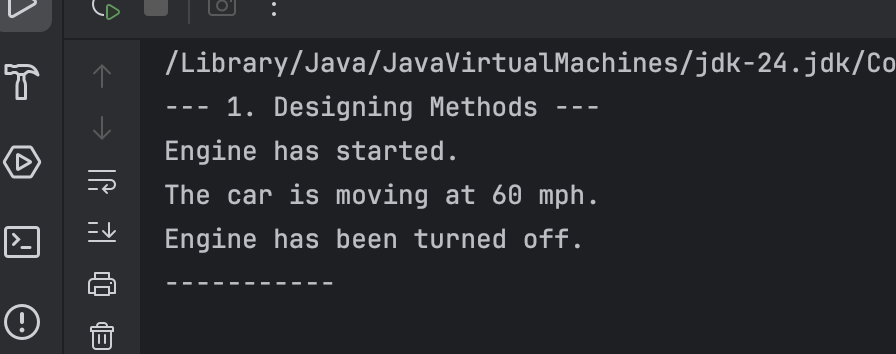 /Library/Java/JavaVirtualMachines/jdk-24.jdk/Co
--- 1. Designing Methods ---
Engine has started.
The car is moving at 60 mph.
Engine has been turned off.
-----------